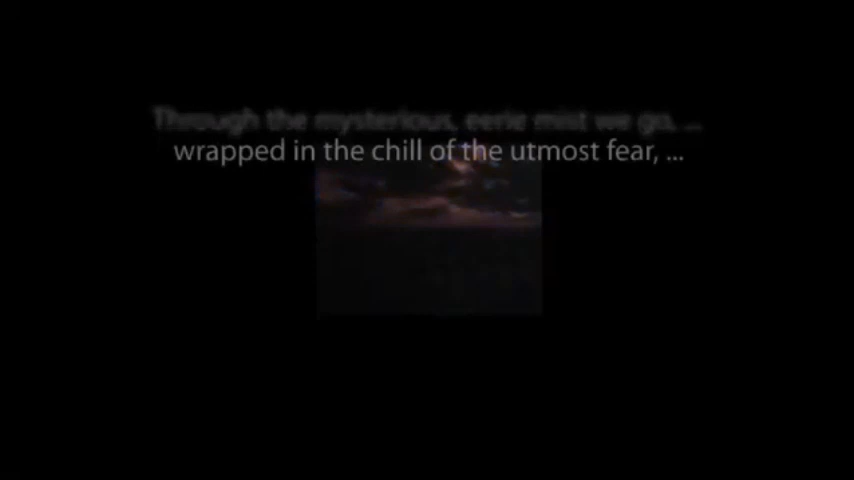 Through the mysterious, eerie mist we go, ...
wrapped in the chill of the utmost fear, ...